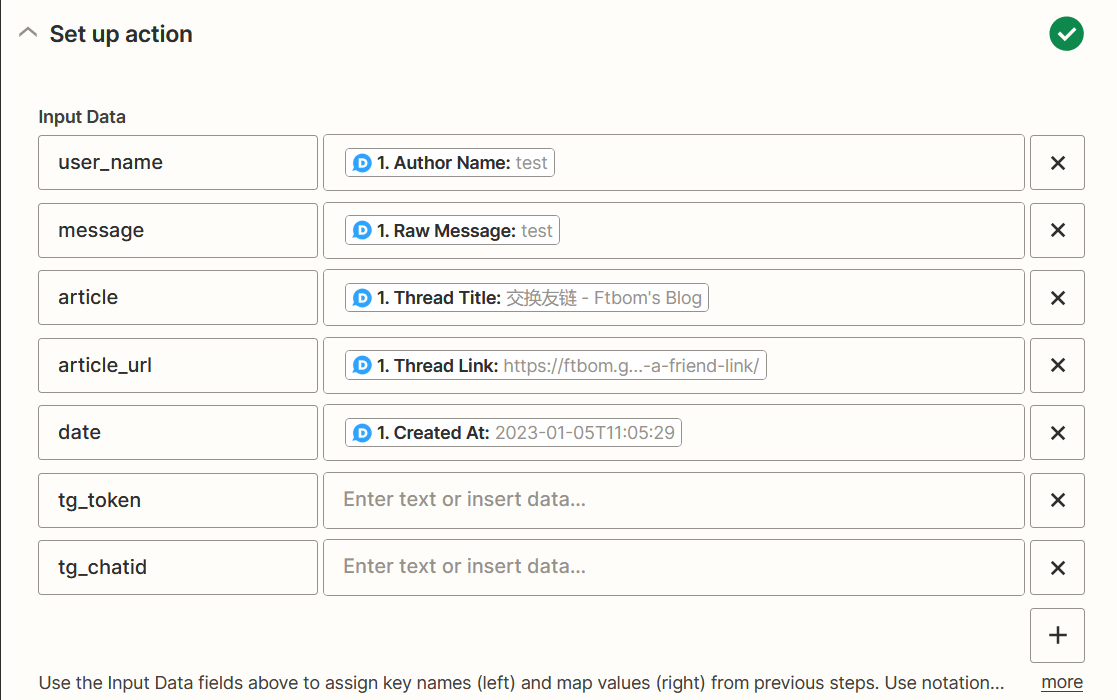 Set up action
Input Data
user_name
D 1. Author Name: test
message
D 1. Raw Message: test
article
D 1. Thread Title: 交换友链 - Ftbom's Blog
article_url
D 1. Thread Link: https://ftbom.g...-a-friend-link/
date
D 1. Created At: 2023-01-05T11:05:29
tg_token
Enter text or insert data...
tg_chatid
Enter text or insert data...
Use the Input Data fields above to assign key names (left) and map values (right) from previous steps. Use notation... more